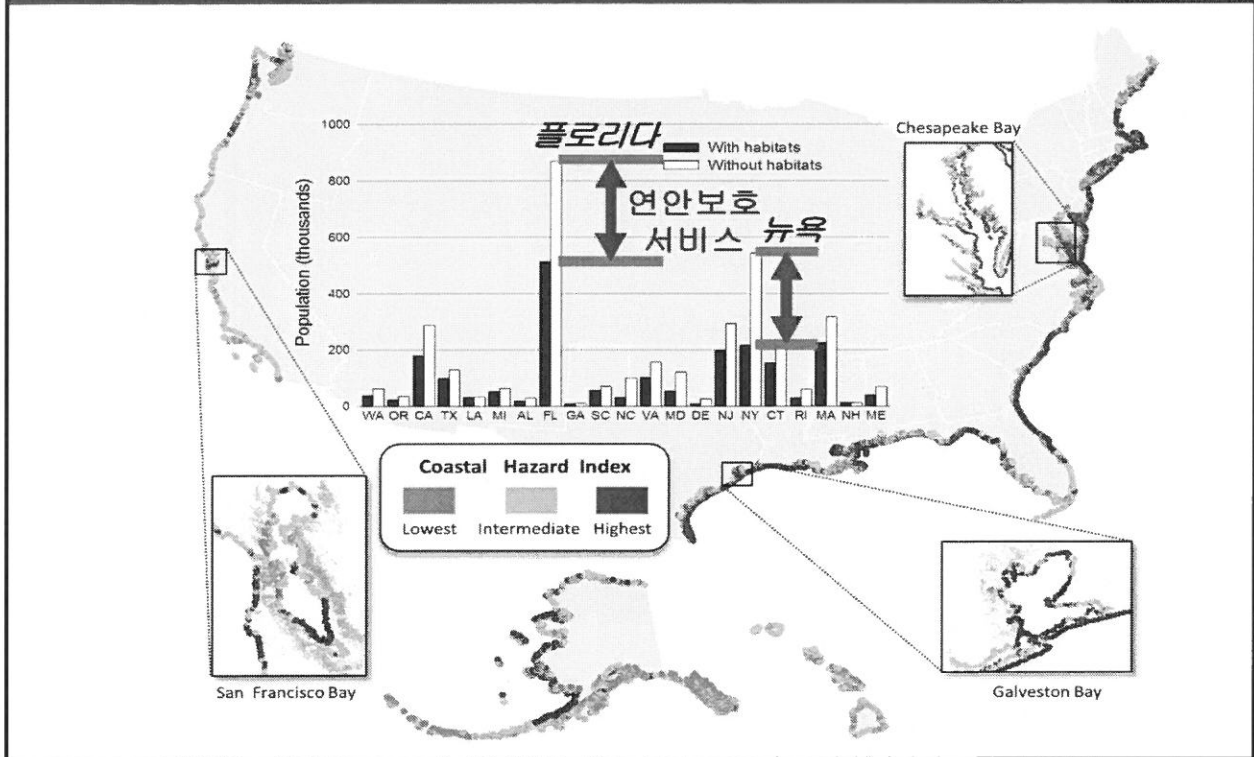 1000
800
600
400
200
0
Population (thousands)
플로리다
With habitats
Without habitats
연안보호
서비스
뉴욕
WA OR CA TX LA MI AL FL GA SC NC VA MD DE NJ NY CT RI MA NH ME
Chesapeake Bay
Coastal Hazard Index
Lowest Intermediate Highest
San Francisco Bay
Galveston Bay